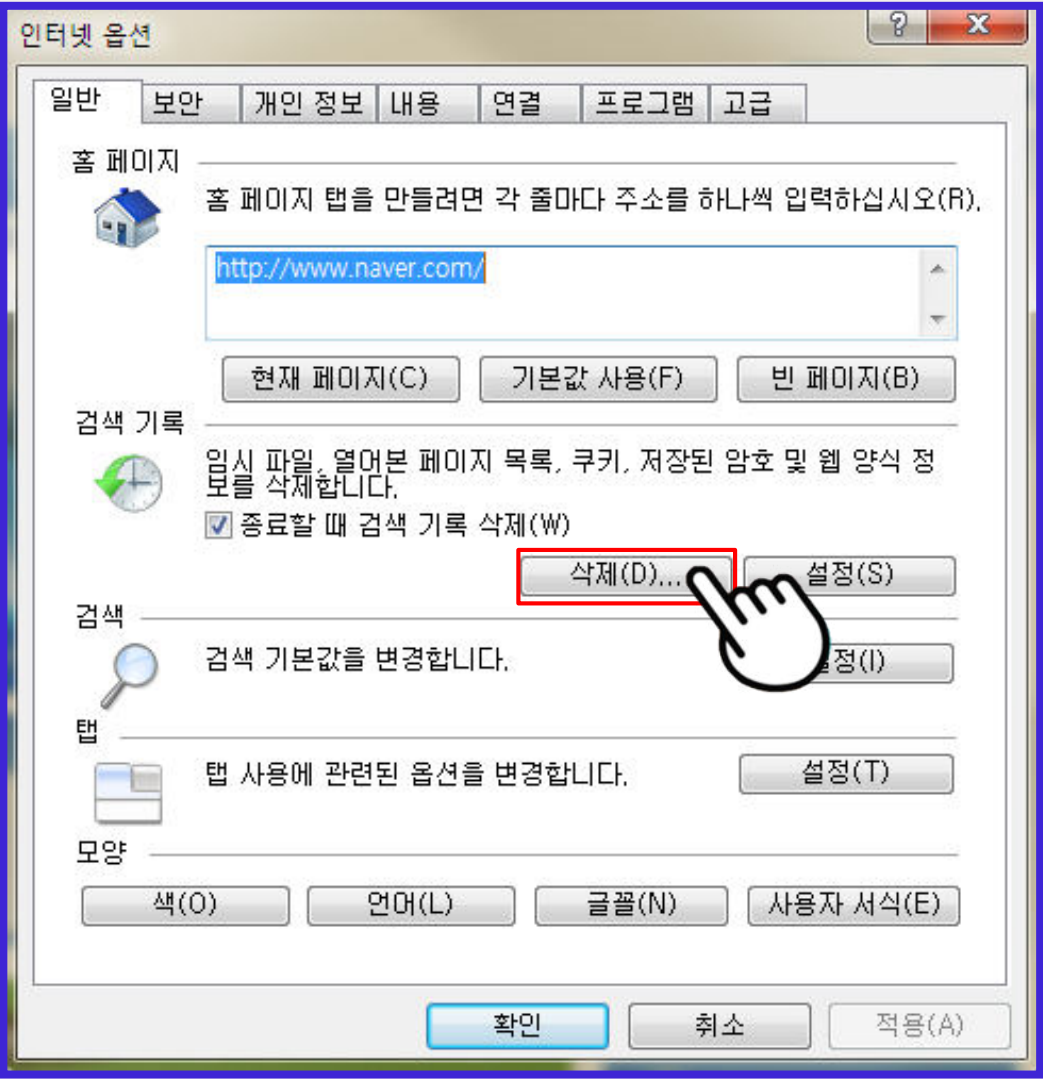 인터넷 옵션
?
X
일반 보안 개인 정보 내용 연결 프로그램 고급
홈 페이지
홈 페이지 탭을 만들려면 각 줄마다 주소를 하나씩 입력하십시오(R).
http://www.naver.com/
현재 페이지(C) 기본값 사용(F) 빈 페이지(B)
검색 기록
임시 파일, 열어본 페이지 목록, 쿠키, 저장된 암호 및 웹 양식 정
보를 삭제합니다.
종료할 때 검색 기록 삭제(W)
삭제(D)... 설정(S)
검색
검색 기본값을 변경합니다.
정(I)
탭
탭 사용에 관련된 옵션을 변경합니다.
설정(T)
모양
색(O) 언어(L) 글꼴(N) 사용자 서식(E)
확인 취소 적용(A)